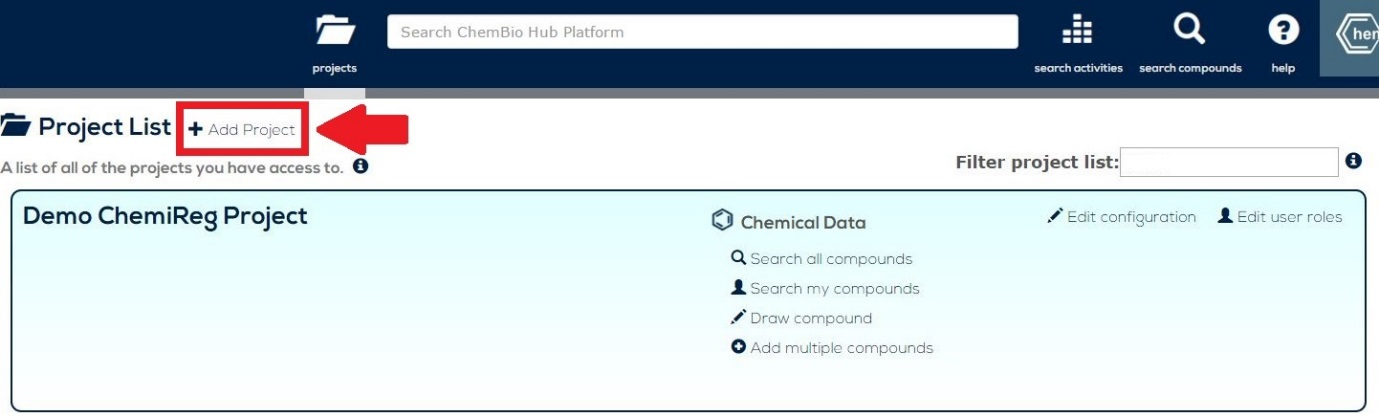 Search ChemBio Hub Platform
projects
search activities
search compounds
help
Project List
+ Add Project
A list of all of the projects you have access to.
Filter project list:
Demo ChemiReg Project
Chemical Data
Edit configuration
Edit user roles
Search all compounds
Search my compounds
Draw compound
Add multiple compounds